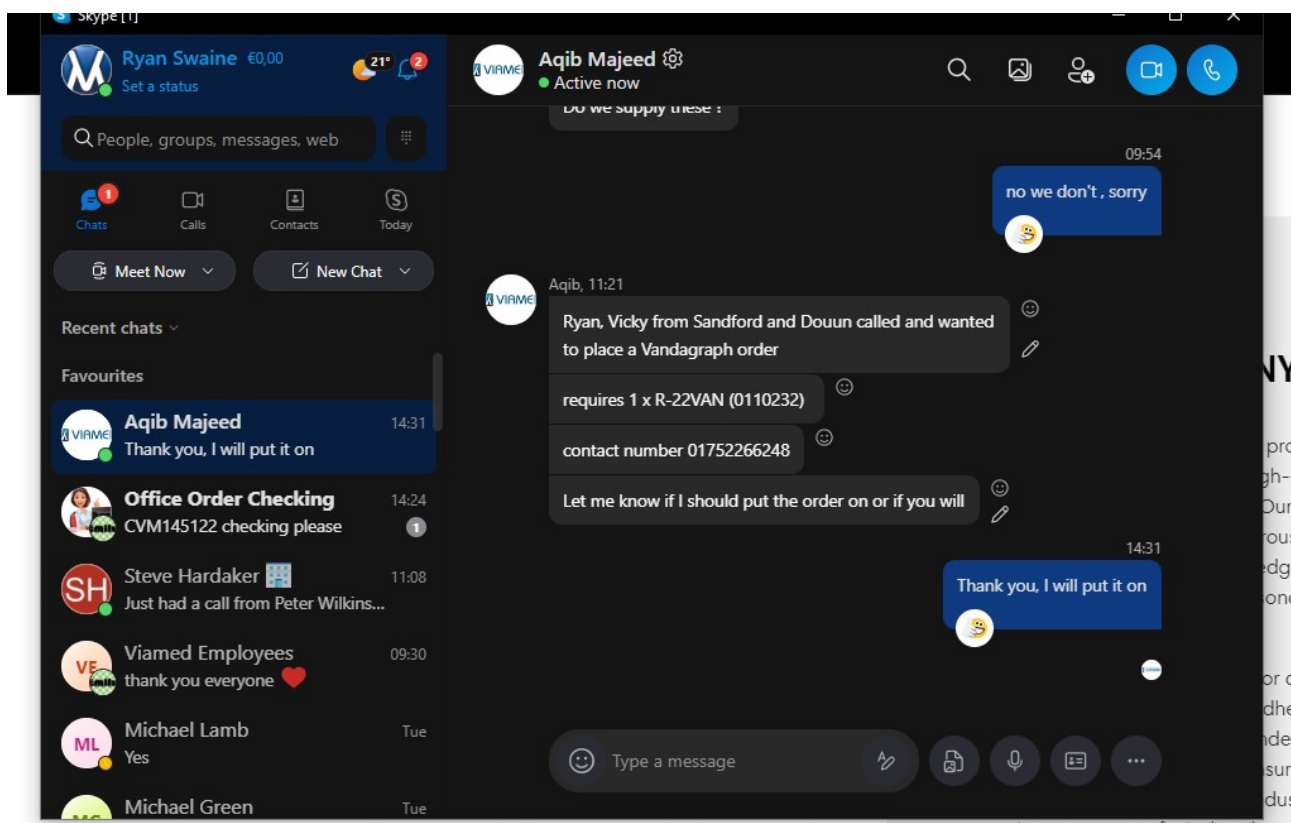 Skype [1]
Ryan Swaine €0,00
21°
2
Set a status
People, groups, messages, web
1
Chats
Calls
Contacts
Today
Meet Now
New Chat
Recent chats
Favourites
VIAME
Aqib Majeed
14:31
Thank you, I will put it on
Office Order Checking
14:24
CVM145122 checking please
1
SH
Steve Hardaker
11:08
Just had a call from Peter Wilkins...
VE
Viamed Employees
09:30
thank you everyone
ML
Michael Lamb
Tue
Yes
Michael Green
Tue
VIAME
Aqib Majeed
Active now
Do we supply these ?
09:54
no we don't , sorry
VIAME
Aqib, 11:21
Ryan, Vicky from Sandford and Douun called and wanted
to place a Vandagraph order
requires 1 x R-22VAN (0110232)
contact number 01752266248
Let me know if I should put the order on or if you will
14:31
Thank you, I will put it on
Type a message